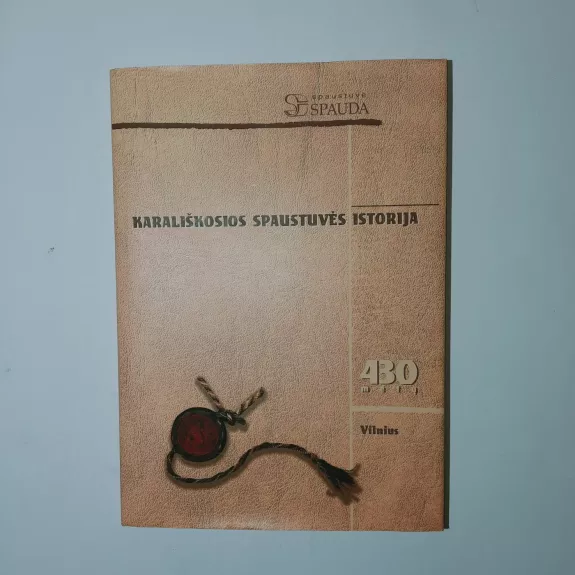 spaustuvė
SPAUDA
KARALIŠKOSIOS SPAUSTUVĖS ISTORIJA
430
metų
Vilnius